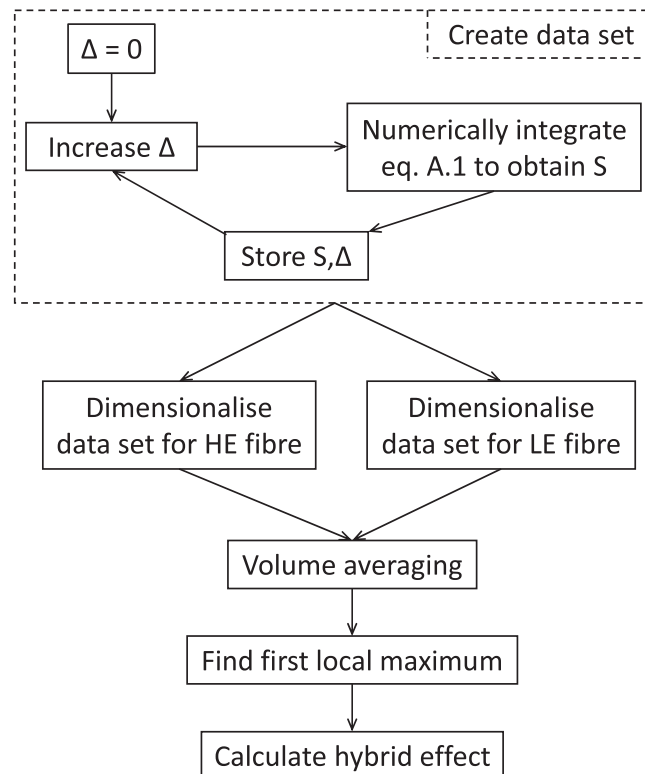 Create data set
Δ = 0
Increase Δ
Numerically integrate
eq. A.1 to obtain S
Store S,Δ
Dimensionalise
data set for HE fibre
Dimensionalise
data set for LE fibre
Volume averaging
Find first local maximum
Calculate hybrid effect